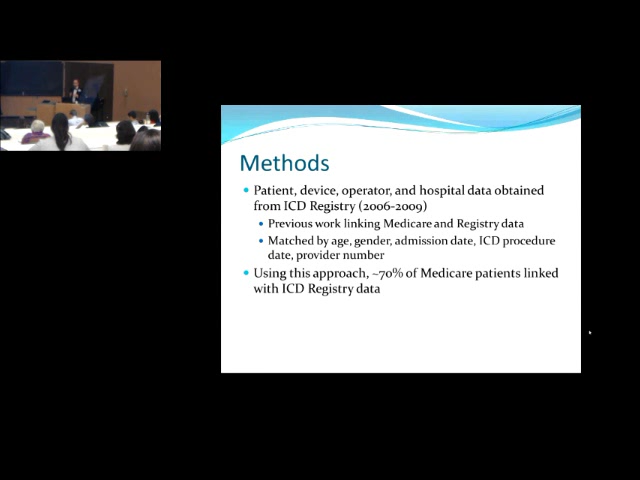 Methods
Patient, device, operator, and hospital data obtained
from ICD Registry (2006-2009)
Previous work linking Medicare and Registry data
Matched by age, gender, admission date, ICD procedure
date, provider number
Using this approach, ~70% of Medicare patients linked
with ICD Registry data